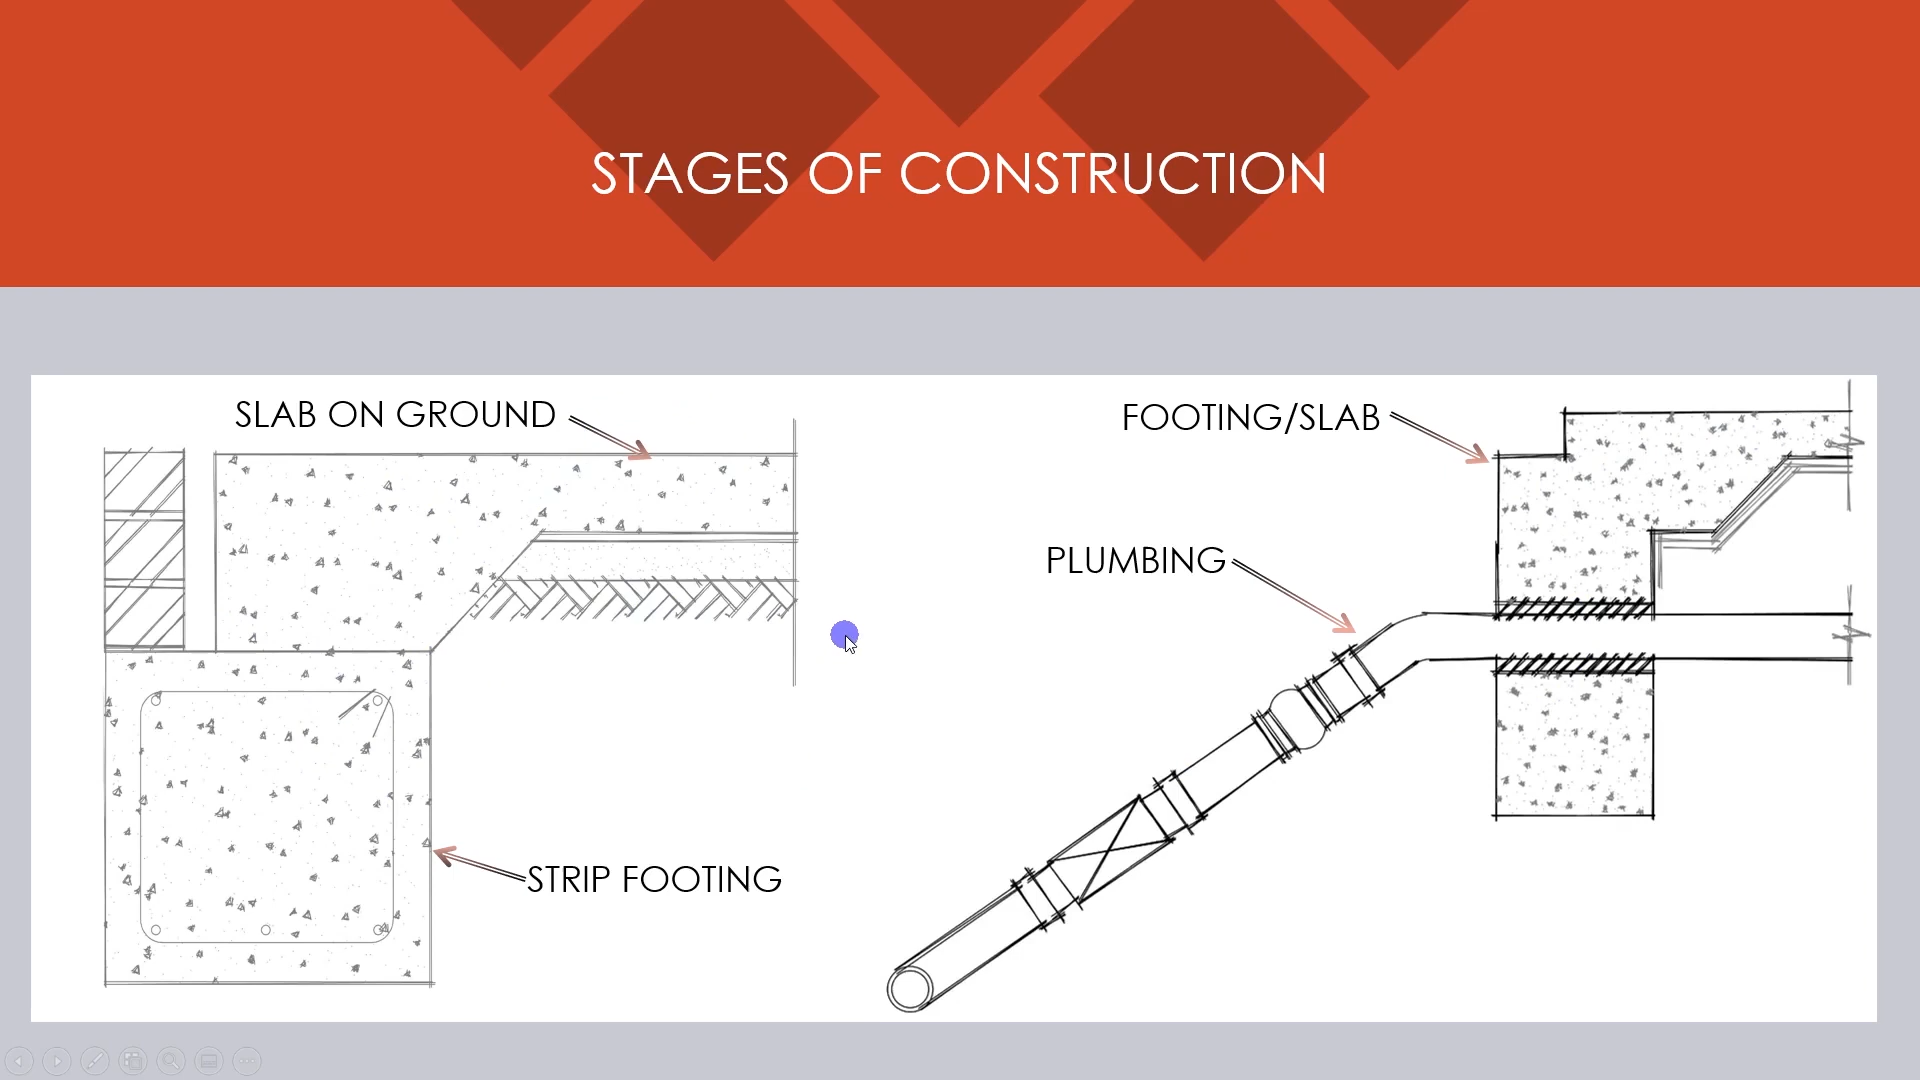 STAGES OF CONSTRUCTION
SLAB ON GROUND
FOOTING/SLAB
PLUMBING
STRIP FOOTING